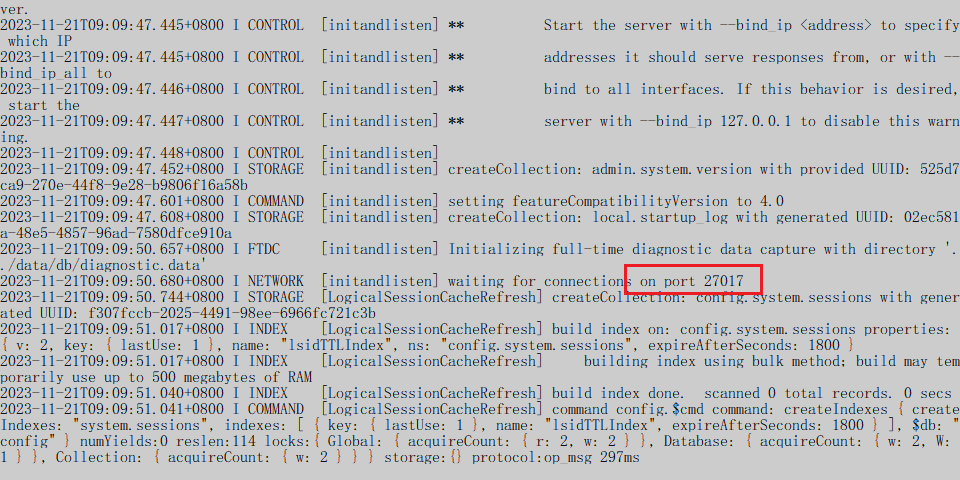 ver.
2023-11-21T09:09:47.445+0800 I CONTROL  [initandlisten] **          Start the server with --bind_ip <address> to specify
 which IP
2023-11-21T09:09:47.445+0800 I CONTROL  [initandlisten] **          addresses it should serve responses from, or with --
bind_ip_all to
2023-11-21T09:09:47.446+0800 I CONTROL  [initandlisten] **          bind to all interfaces. If this behavior is desired,
 start the
2023-11-21T09:09:47.447+0800 I CONTROL  [initandlisten] **          server with --bind_ip 127.0.0.1 to disable this warn
ing.
2023-11-21T09:09:47.448+0800 I CONTROL  [initandlisten]
2023-11-21T09:09:47.452+0800 I STORAGE  [initandlisten] createCollection: admin.system.version with provided UUID: 525d7
ca9-270e-44f8-9e28-b9806f16a58b
2023-11-21T09:09:47.601+0800 I COMMAND  [initandlisten] setting featureCompatibilityVersion to 4.0
2023-11-21T09:09:47.608+0800 I STORAGE  [initandlisten] createCollection: local.startup_log with generated UUID: 02ec581
a-48e5-4857-96ad-7580dfce910a
2023-11-21T09:09:50.657+0800 I FTDC     [initandlisten] Initializing full-time diagnostic data capture with directory '.
./data/db/diagnostic.data'
2023-11-21T09:09:50.680+0800 I NETWORK  [initandlisten] waiting for connections on port 27017
2023-11-21T09:09:50.744+0800 I STORAGE  [LogicalSessionCacheRefresh] createCollection: config.system.sessions with gener
ated UUID: f307fccb-2025-4491-98ee-6966fc721c3b
2023-11-21T09:09:51.017+0800 I INDEX    [LogicalSessionCacheRefresh] build index on: config.system.sessions properties:
{ v: 2, key: { lastUse: 1 }, name: "lsidTTLIndex", ns: "config.system.sessions", expireAfterSeconds: 1800 }
2023-11-21T09:09:51.017+0800 I INDEX    [LogicalSessionCacheRefresh]     building index using bulk method; build may tem
porarily use up to 500 megabytes of RAM
2023-11-21T09:09:51.040+0800 I INDEX    [LogicalSessionCacheRefresh] build index done.  scanned 0 total records. 0 secs
2023-11-21T09:09:51.041+0800 I COMMAND  [LogicalSessionCacheRefresh] command config.$cmd command: createIndexes { create
Indexes: "system.sessions", indexes: [ { key: { lastUse: 1 }, name: "lsidTTLIndex", expireAfterSeconds: 1800 } ], $db: "
config" } numYields:0 reslen:114 locks:{ Global: { acquireCount: { r: 2, w: 2 } }, Database: { acquireCount: { w: 2, W:
1 } }, Collection: { acquireCount: { w: 2 } } } storage:{} protocol:op_msg 297ms